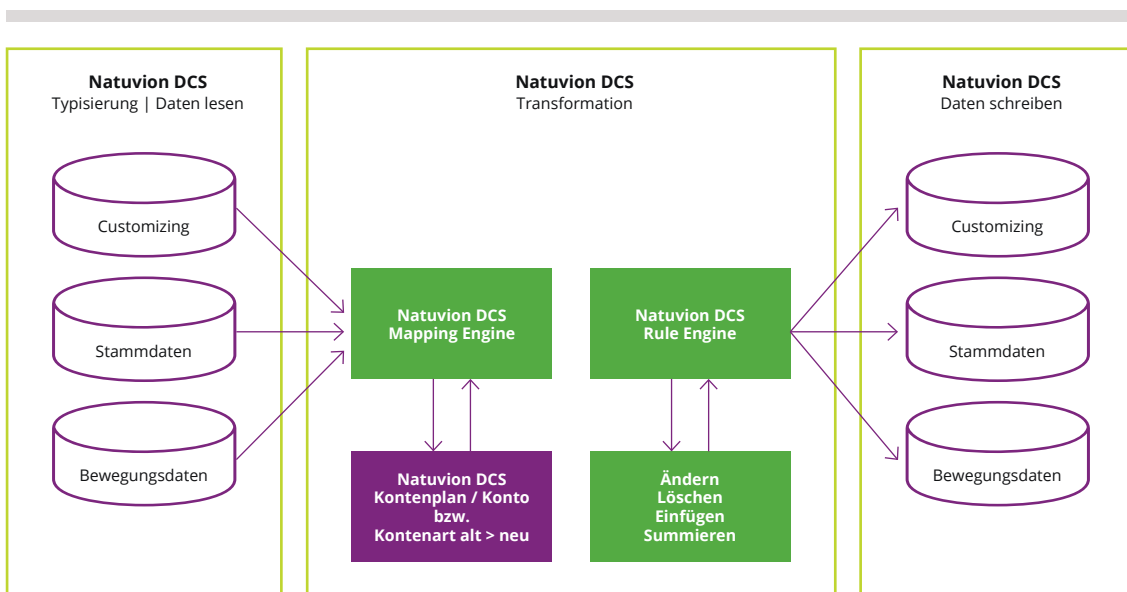 Natuvion DCS
Typisierung | Daten lesen
Customizing
Stammdaten
Bewegungsdaten
Natuvion DCS
Transformation
Natuvion DCS
Mapping Engine
Natuvion DCS
Rule Engine
Natuvion DCS
Kontenplan / Konto
bzw.
Kontenart alt > neu
Ändern
Löschen
Einfügen
Summieren
Natuvion DCS
Daten schreiben
Customizing
Stammdaten
Bewegungsdaten